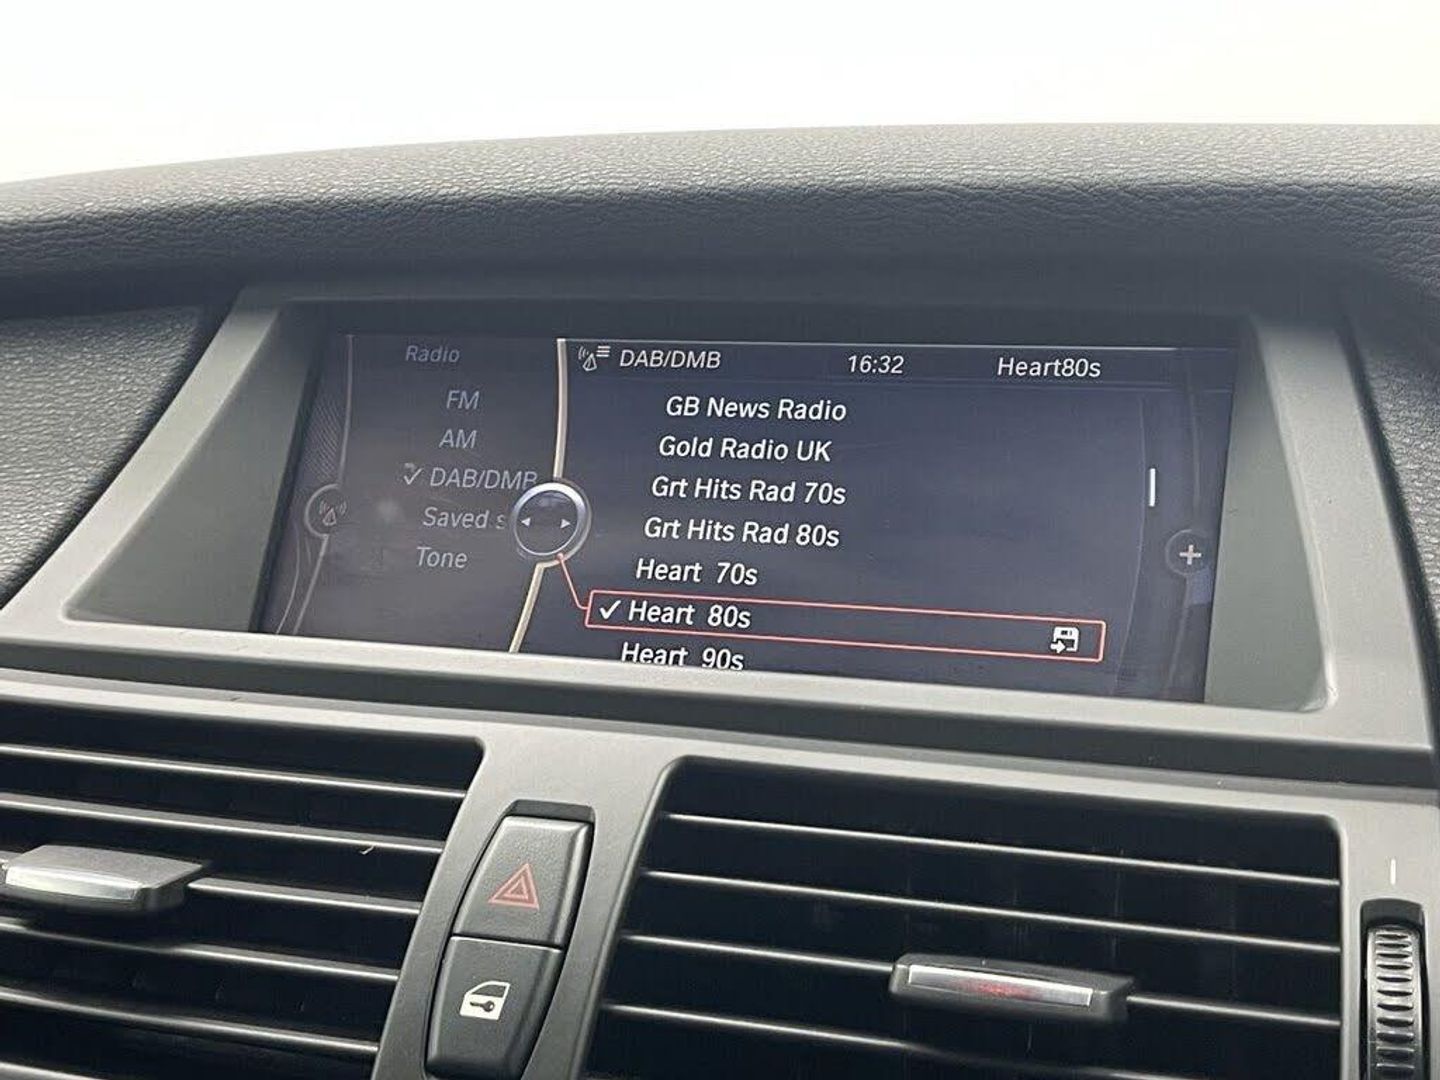 Radio
FM
AM
DAB/DMB
Saved s
Tone
DAB/DMB 16:32 Heart80s
GB News Radio
Gold Radio UK
Grt Hits Rad 70s
Grt Hits Rad 80s
Heart 70s
Heart 80s
Heart 90s